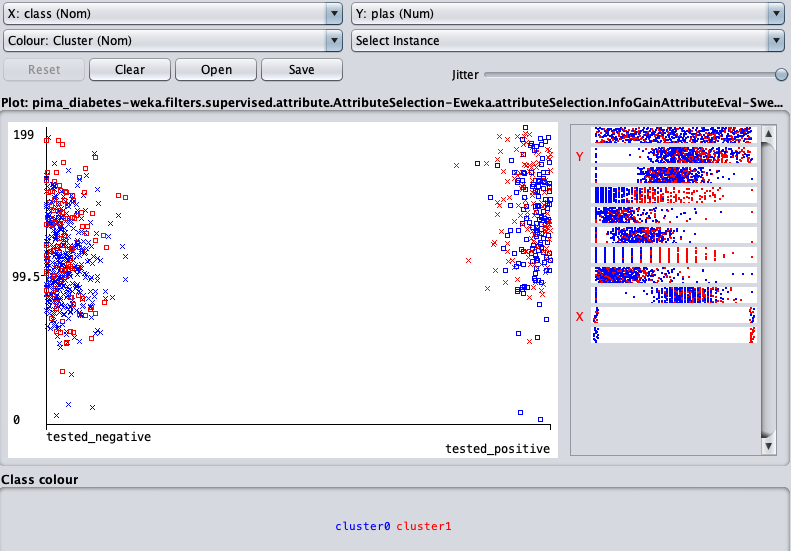 X: class (Nom)
Y: plas (Num)
Colour: Cluster (Nom)
Select Instance
Reset
Clear
Open
Save
Jitter
Plot: pima_diabetes-weka.filters.supervised.attribute.AttributeSelection-Eweka.attributeSelection.InfoGainAttributeEval-Swe...
199
99.5
0
tested_negative
tested_positive
Y
X
Class colour
cluster0 cluster1